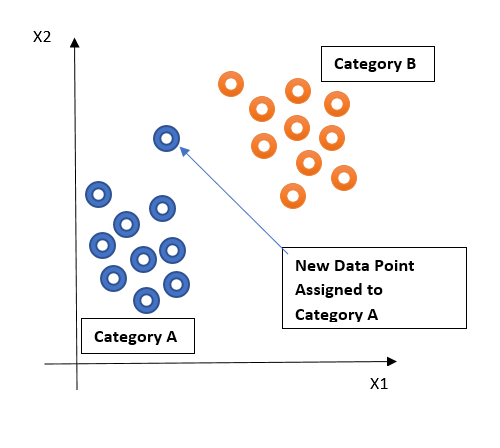 X2
Category B
New Data Point
Assigned to
Category A
Category A
X1